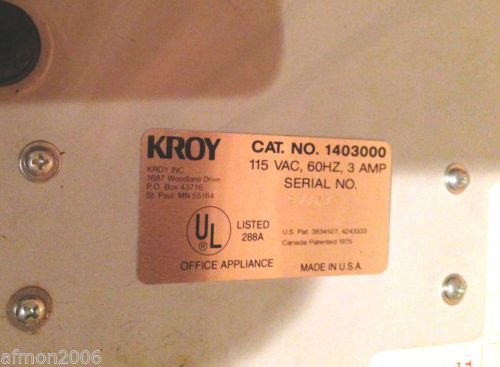 KROY
KROY INC.
1687 Woodlane Drive
P.O. Box 43716
St. Paul, MN 55164
CAT. NO. 1403000
115 VAC, 60HZ, 3 AMP
SERIAL NO.
UL
®
LISTED
288A
OFFICE APPLIANCE
U.S. Pat. 3834507, 4243333
Canada Patented 1975
MADE IN U.S.A.
afmon2006